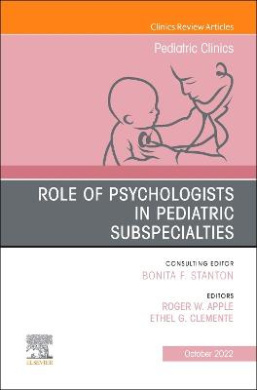 Clinics Review Articles
Pediatric Clinics
ROLE OF PSYCHOLOGISTS
IN PEDIATRIC
SUBSPECIALTIES
CONSULTING EDITOR
BONITA F. STANTON
EDITORS
ROGER W. APPLE
ETHEL G. CLEMENTE
ELSEVIER
October 2022